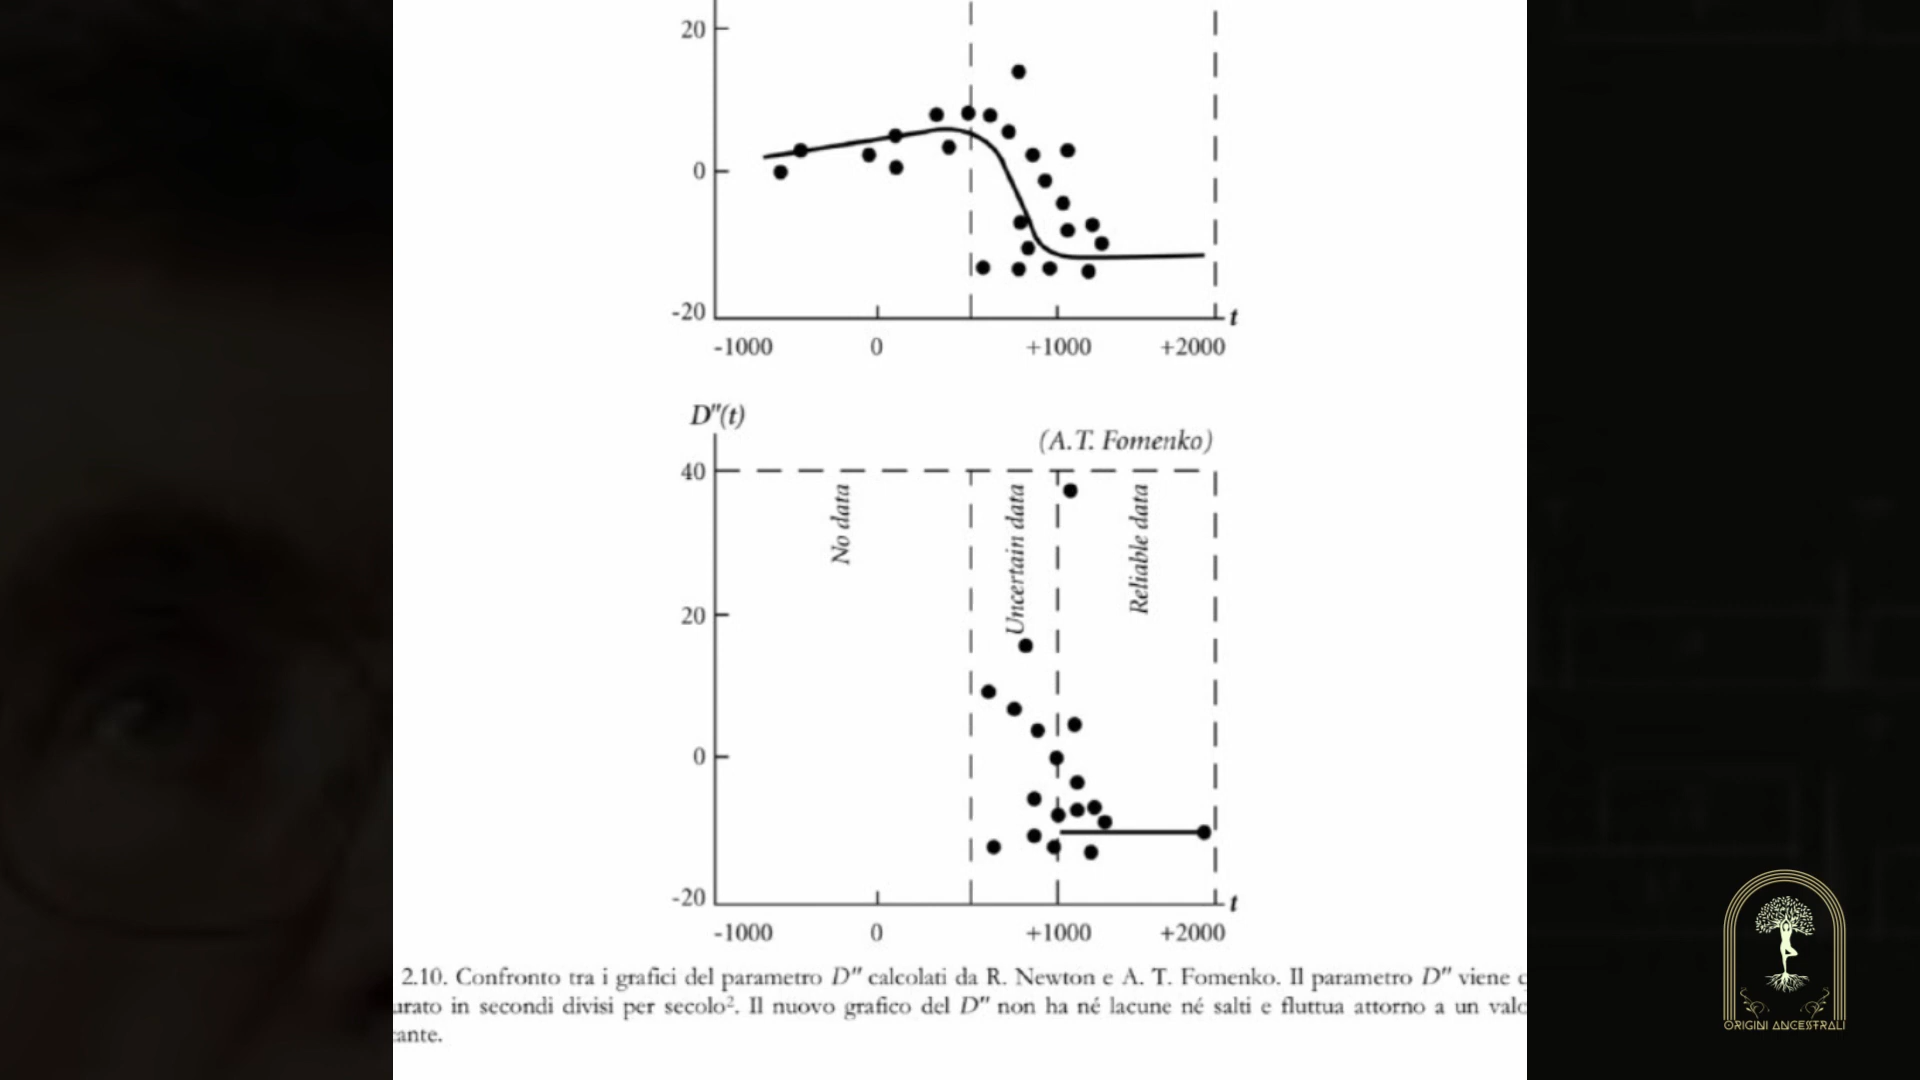 20
0
-20
t
-1000 0 +1000 +2000
D"(t)
(A.T. Fomenko)
40
No data
Uncertain data
Reliable data
20
0
-20
t
-1000 0 +1000 +2000
2.10. Confronto tra i grafici del parametro D" calcolati da R. Newton e A. T. Fomenko. Il parametro D" viene
urato in secondi divisi per secolo². Il nuovo grafico del D" non ha né lacune né salti e fluttua attorno a un valo
tante.
ORIGINI ANCESTRALI